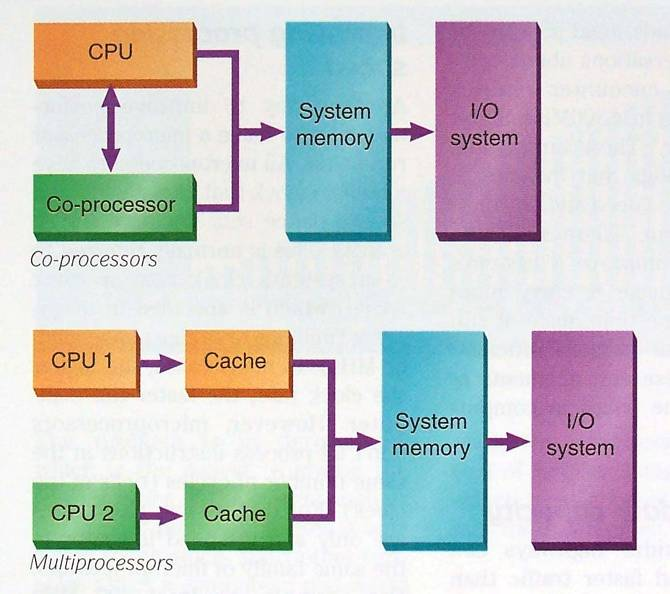 CPU
System
memory
I/O
system
Co-processor
Co-processors
CPU 1
Cache
System
memory
I/O
system
CPU 2
Cache
Multiprocessors